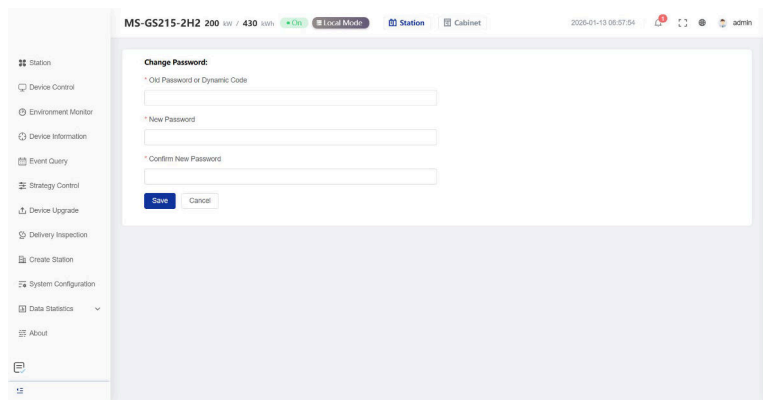 MS-GS215-2H2 200 kW / 430 kWh On Local Mode Station Cabinet 2026-01-13 08:57:54 9 admin
Station
Device Control
Environment Monitor
Device Information
Event Query
Strategy Control
Device Upgrade
Delivery Inspection
Create Station
System Configuration
Data Statistics
About
Change Password:
* Old Password or Dynamic Code
* New Password
* Confirm New Password
Save Cancel